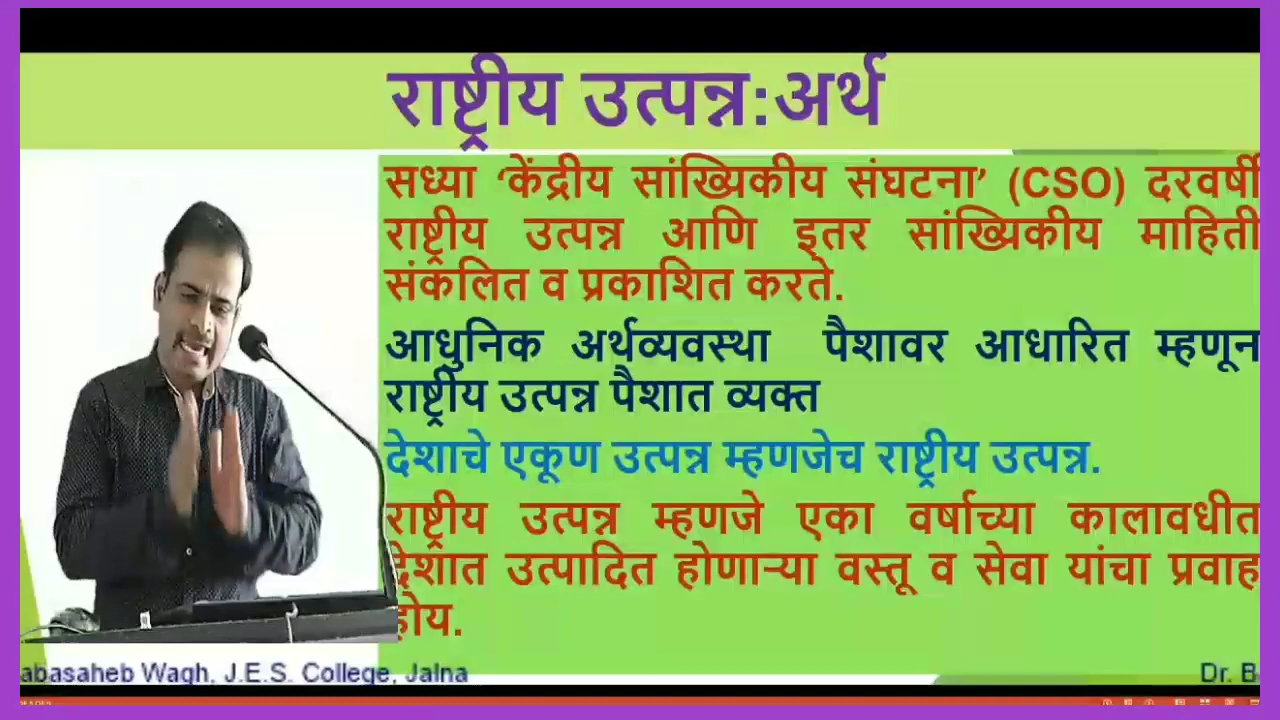 राष्ट्रीय उत्पन्न:अर्थ
सध्या ‘केंद्रीय सांख्यिकीय संघटना’ (CSO) दरवर्षी
राष्ट्रीय उत्पन्न आणि इतर सांख्यिकीय माहिती
संकलित व प्रकाशित करते.
आधुनिक अर्थव्यवस्था पैशावर आधारित म्हणून
राष्ट्रीय उत्पन्न पैशात व्यक्त
देशाचे एकूण उत्पन्न म्हणजेच राष्ट्रीय उत्पन्न.
राष्ट्रीय उत्पन्न म्हणजे एका वर्षाच्या कालावधीत
देशात उत्पादित होणाऱ्या वस्तू व सेवा यांचा प्रवाह
होय.
abasaheb Wagh, J.E.S. College, Jalna
Dr. B